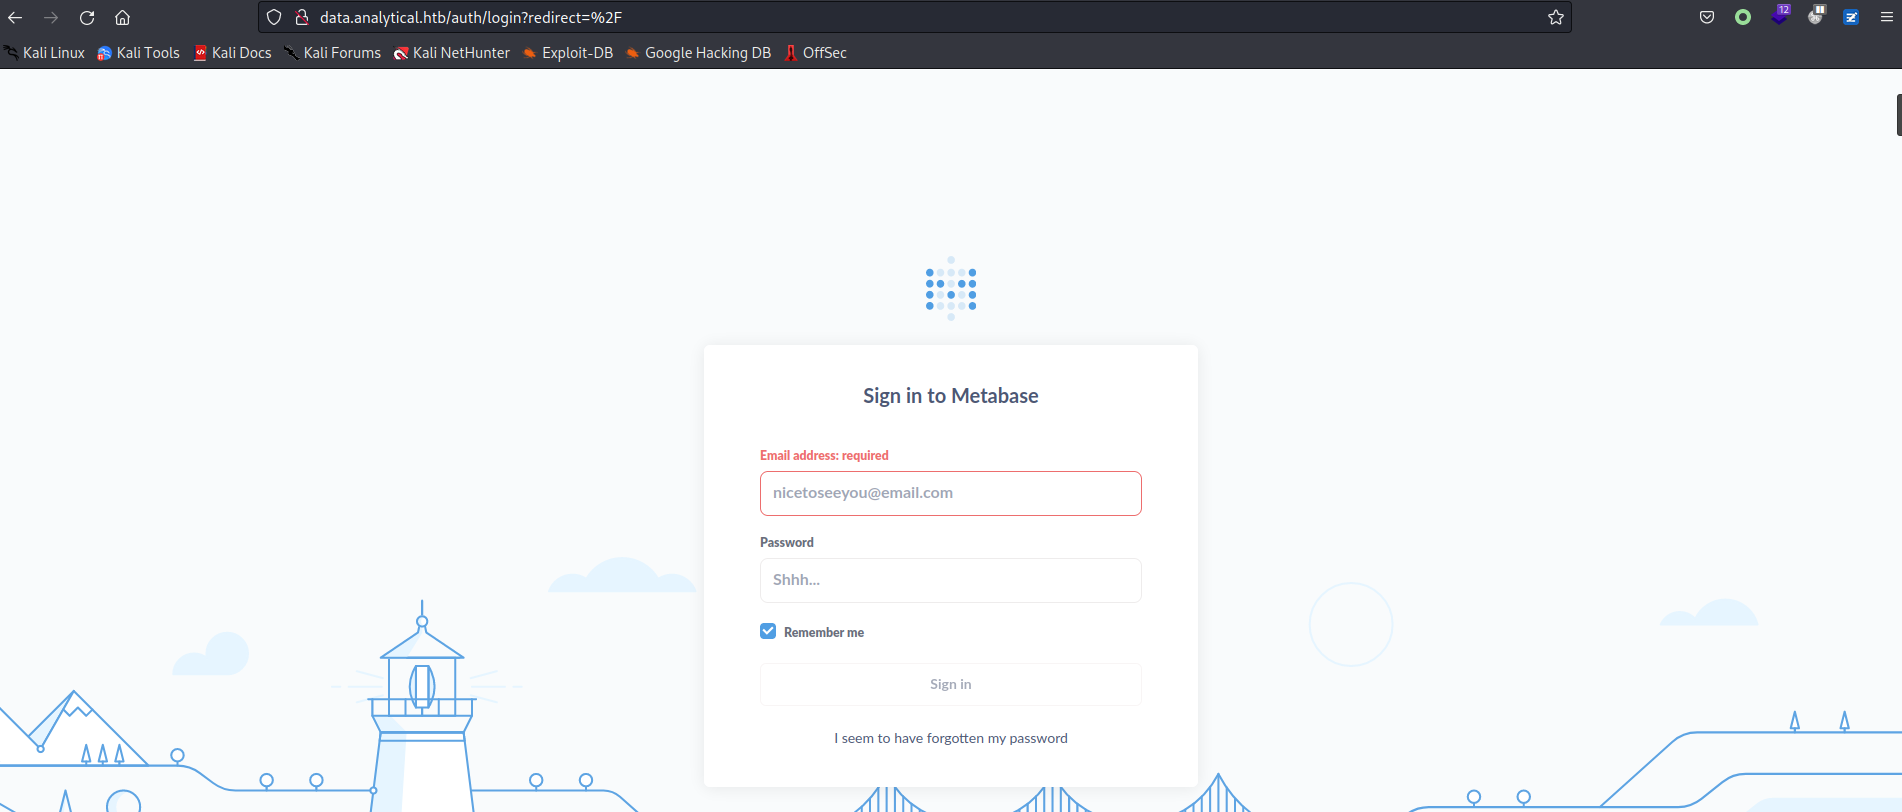 data.analytical.htb/auth/login?redirect=%2F
12
Kali Linux Kali Tools Kali Docs Kali Forums Kali NetHunter Exploit-DB Google Hacking DB OffSec
Sign in to Metabase
Email address: required
nicetoseeyou@email.com
Password
Shhh...
Remember me
Sign in
I seem to have forgotten my password